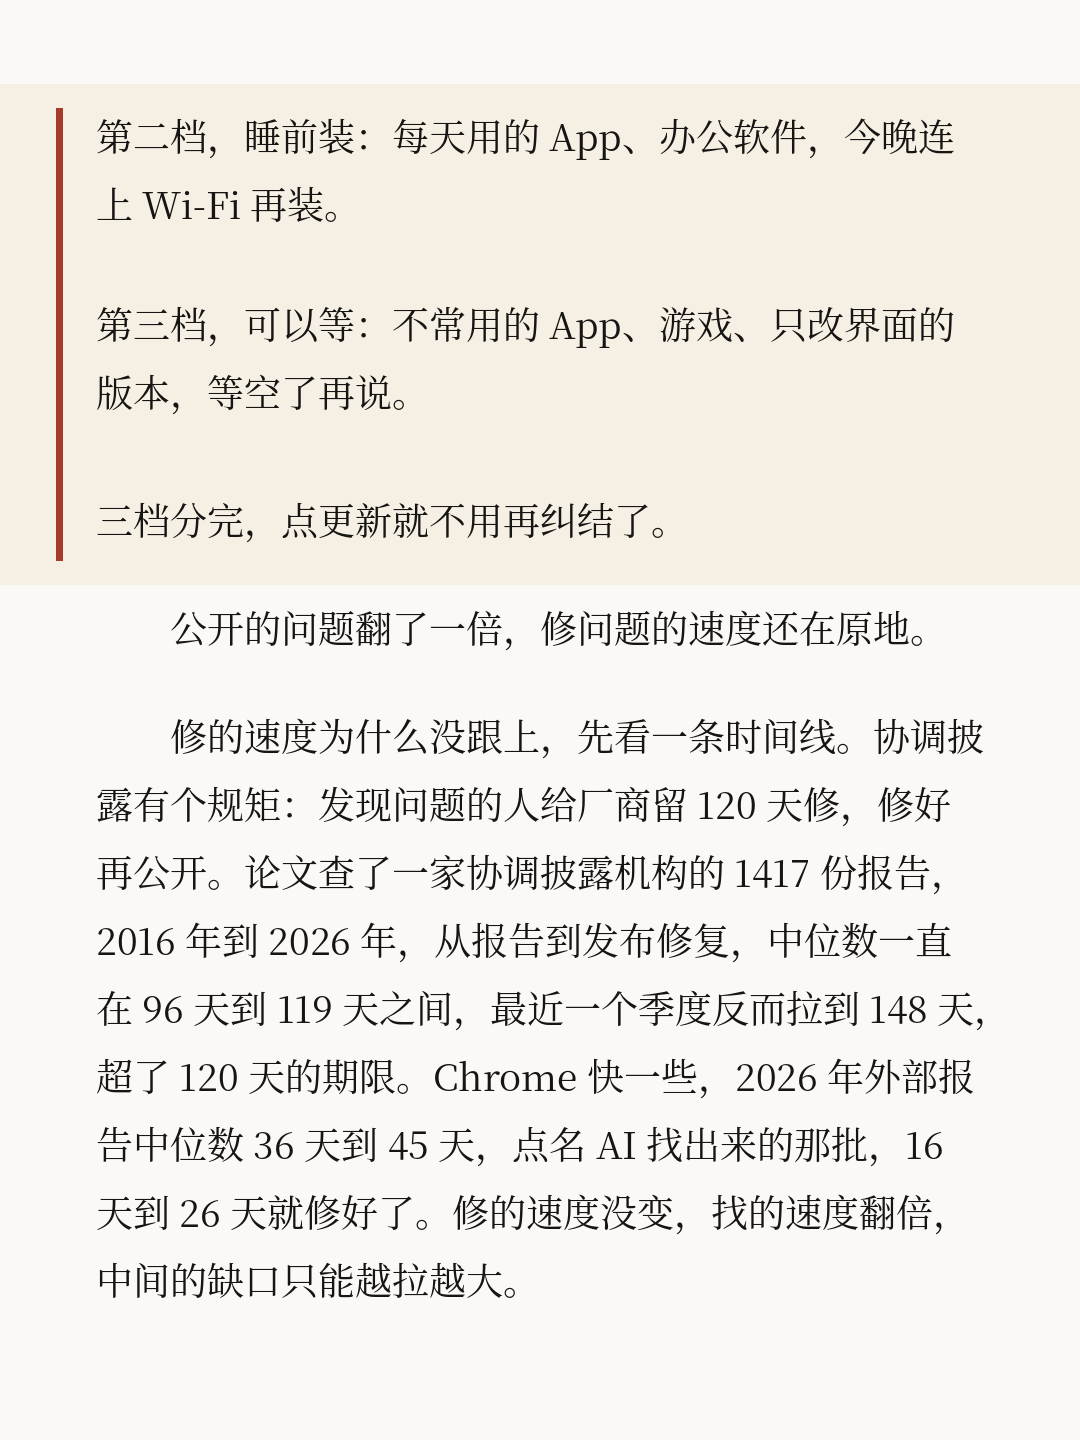 第二档，睡前装：每天用的 App、办公软件，今晚连
上 Wi-Fi 再装。
第三档，可以等：不常用的 App、游戏、只改界面的
版本，等空了再说。
三档分完，点更新就不用再纠结了。
公开的问题翻了一倍，修问题的速度还在原地。
修的速度为什么没跟上，先看一条时间线。协调披
露有个规矩：发现问题的人给厂商留 120 天修，修好
再公开。论文查了一家协调披露机构的 1417 份报告，
2016 年到 2026 年，从报告到发布修复，中位数一直
在 96 天到 119 天之间，最近一个季度反而拉到 148 天，
超了 120 天的期限。Chrome 快一些，2026 年外部报
告中位数 36 天到 45 天，点名 AI 找出来的那批，16
天到 26 天就修好了。修的速度没变，找的速度翻倍，
中间的缺口只能越拉越大。